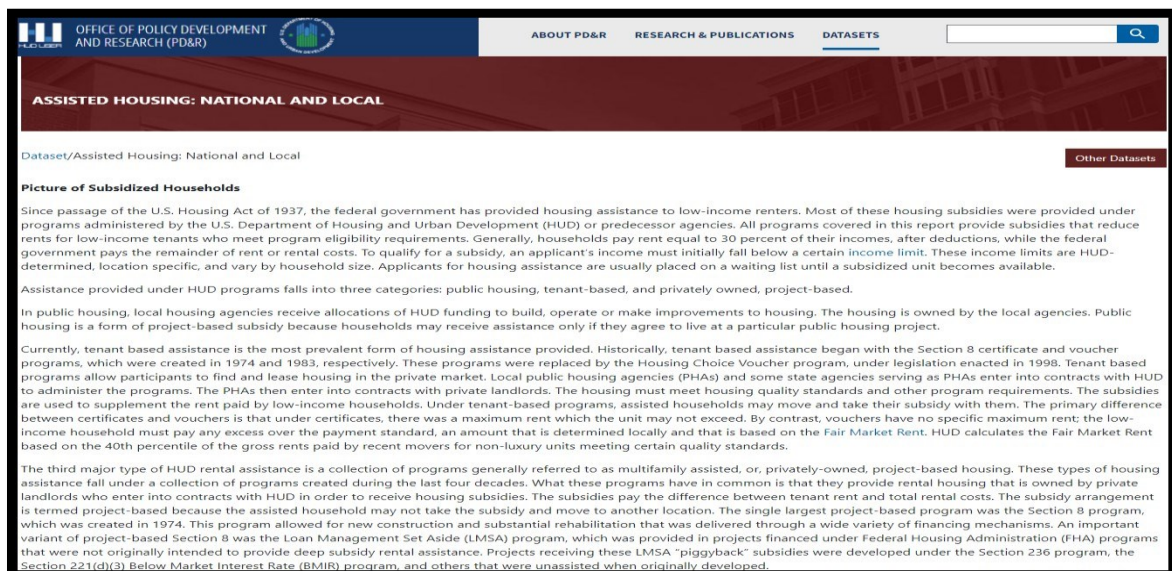 HUD USER
OFFICE OF POLICY DEVELOPMENT
AND RESEARCH (PD&R)
ABOUT PD&R RESEARCH & PUBLICATIONS DATASETS
ASSISTED HOUSING: NATIONAL AND LOCAL
Dataset/Assisted Housing: National and Local
Other Datasets
Picture of Subsidized Households
Since passage of the U.S. Housing Act of 1937, the federal government has provided housing assistance to low-income renters. Most of these housing subsidies were provided under
programs administered by the U.S. Department of Housing and Urban Development (HUD) or predecessor agencies. All programs covered in this report provide subsidies that reduce
rents for low-income tenants who meet program eligibility requirements. Generally, households pay rent equal to 30 percent of their incomes, after deductions, while the federal
government pays the remainder of rent or rental costs. To qualify for a subsidy, an applicant's income must initially fall below a certain income limit. These income limits are HUD-
determined, location specific, and vary by household size. Applicants for housing assistance are usually placed on a waiting list until a subsidized unit becomes available.
Assistance provided under HUD programs falls into three categories: public housing, tenant-based, and privately owned, project-based.
In public housing, local housing agencies receive allocations of HUD funding to build, operate or make improvements to housing. The housing is owned by the local agencies. Public
housing is a form of project-based subsidy because households may receive assistance only if they agree to live at a particular public housing project.
Currently, tenant based assistance is the most prevalent form of housing assistance provided. Historically, tenant based assistance began with the Section 8 certificate and voucher
programs, which were created in 1974 and 1983, respectively. These programs were replaced by the Housing Choice Voucher program, under legislation enacted in 1998. Tenant based
programs allow participants to find and lease housing in the private market. Local public housing agencies (PHAs) and some state agencies serving as PHAs enter into contracts with HUD
to administer the programs. The PHAs then enter into contracts with private landlords. The housing must meet housing quality standards and other program requirements. The subsidies
are used to supplement the rent paid by low-income households. Under tenant-based programs, assisted households may move and take their subsidy with them. The primary difference
between certificates and vouchers is that under certificates, there was a maximum rent which the unit may not exceed. By contrast, vouchers have no specific maximum rent; the low-
income household must pay any excess over the payment standard, an amount that is determined locally and that is based on the Fair Market Rent. HUD calculates the Fair Market Rent
based on the 40th percentile of the gross rents paid by recent movers for non-luxury units meeting certain quality standards.
The third major type of HUD rental assistance is a collection of programs generally referred to as multifamily assisted, or, privately-owned, project-based housing. These types of housing
assistance fall under a collection of programs created during the last four decades. What these programs have in common is that they provide rental housing that is owned by private
landlords who enter into contracts with HUD in order to receive housing subsidies. The subsidies pay the difference between tenant rent and total rental costs. The subsidy arrangement
is termed project-based because the assisted household may not take the subsidy and move to another location. The single largest project-based program was the Section 8 program,
which was created in 1974. This program allowed for new construction and substantial rehabilitation that was delivered through a wide variety of financing mechanisms. An important
variant of project-based Section 8 was the Loan Management Set Aside (LMSA) program, which was provided in projects financed under Federal Housing Administration (FHA) programs
that were not originally intended to provide deep subsidy rental assistance. Projects receiving these LMSA "piggyback" subsidies were developed under the Section 236 program, the
Section 221(d)(3) Below Market Interest Rate (BMIR) program, and others that were unassisted when originally developed.